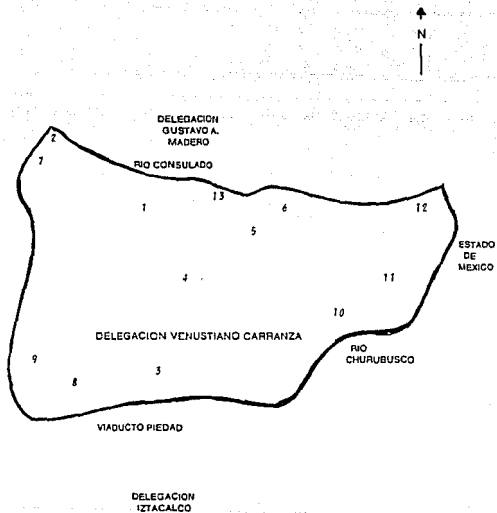 N
DELEGACION
GUSTAVO A.
MADERO
2
7
RIO CONSULADO
13
1
6
12
5
ESTADO
DE
MEXICO
4
11
10
DELEGACION VENUSTIANO CARRANZA
RIO
CHURUBUSCO
9
3
8
VIADUCTO PIEDAD
DELEGACION
IZTACALCO